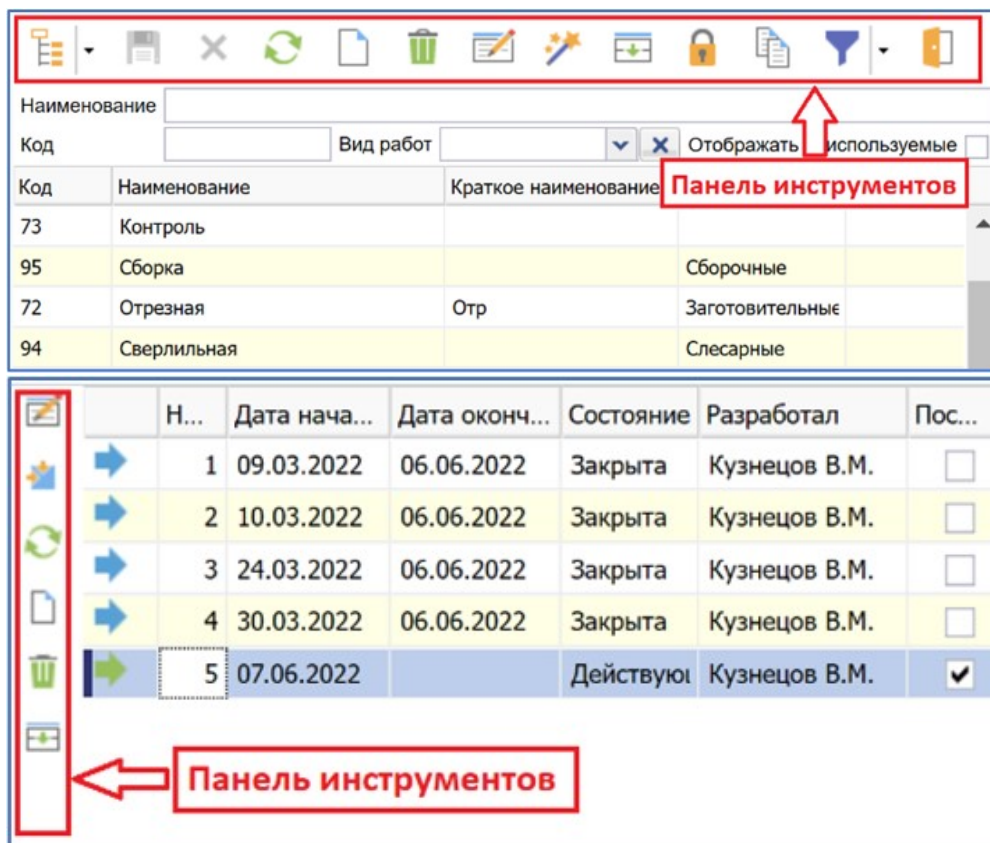 Наименование
Код Вид работ Отображать используемые
Панель инструментов
Код Наименование Краткое наименование
73 Контроль
95 Сборка Сборочные
72 Отрезная Отр Заготовительные
94 Сверлильная Слесарные
Н... Дата нача... Дата оконч... Состояние Разработал Пос...
1 09.03.2022 06.06.2022 Закрыта Кузнецов В.М.
2 10.03.2022 06.06.2022 Закрыта Кузнецов В.М.
3 24.03.2022 06.06.2022 Закрыта Кузнецов В.М.
4 30.03.2022 06.06.2022 Закрыта Кузнецов В.М.
5 07.06.2022 Действую Кузнецов В.М.
Панель инструментов